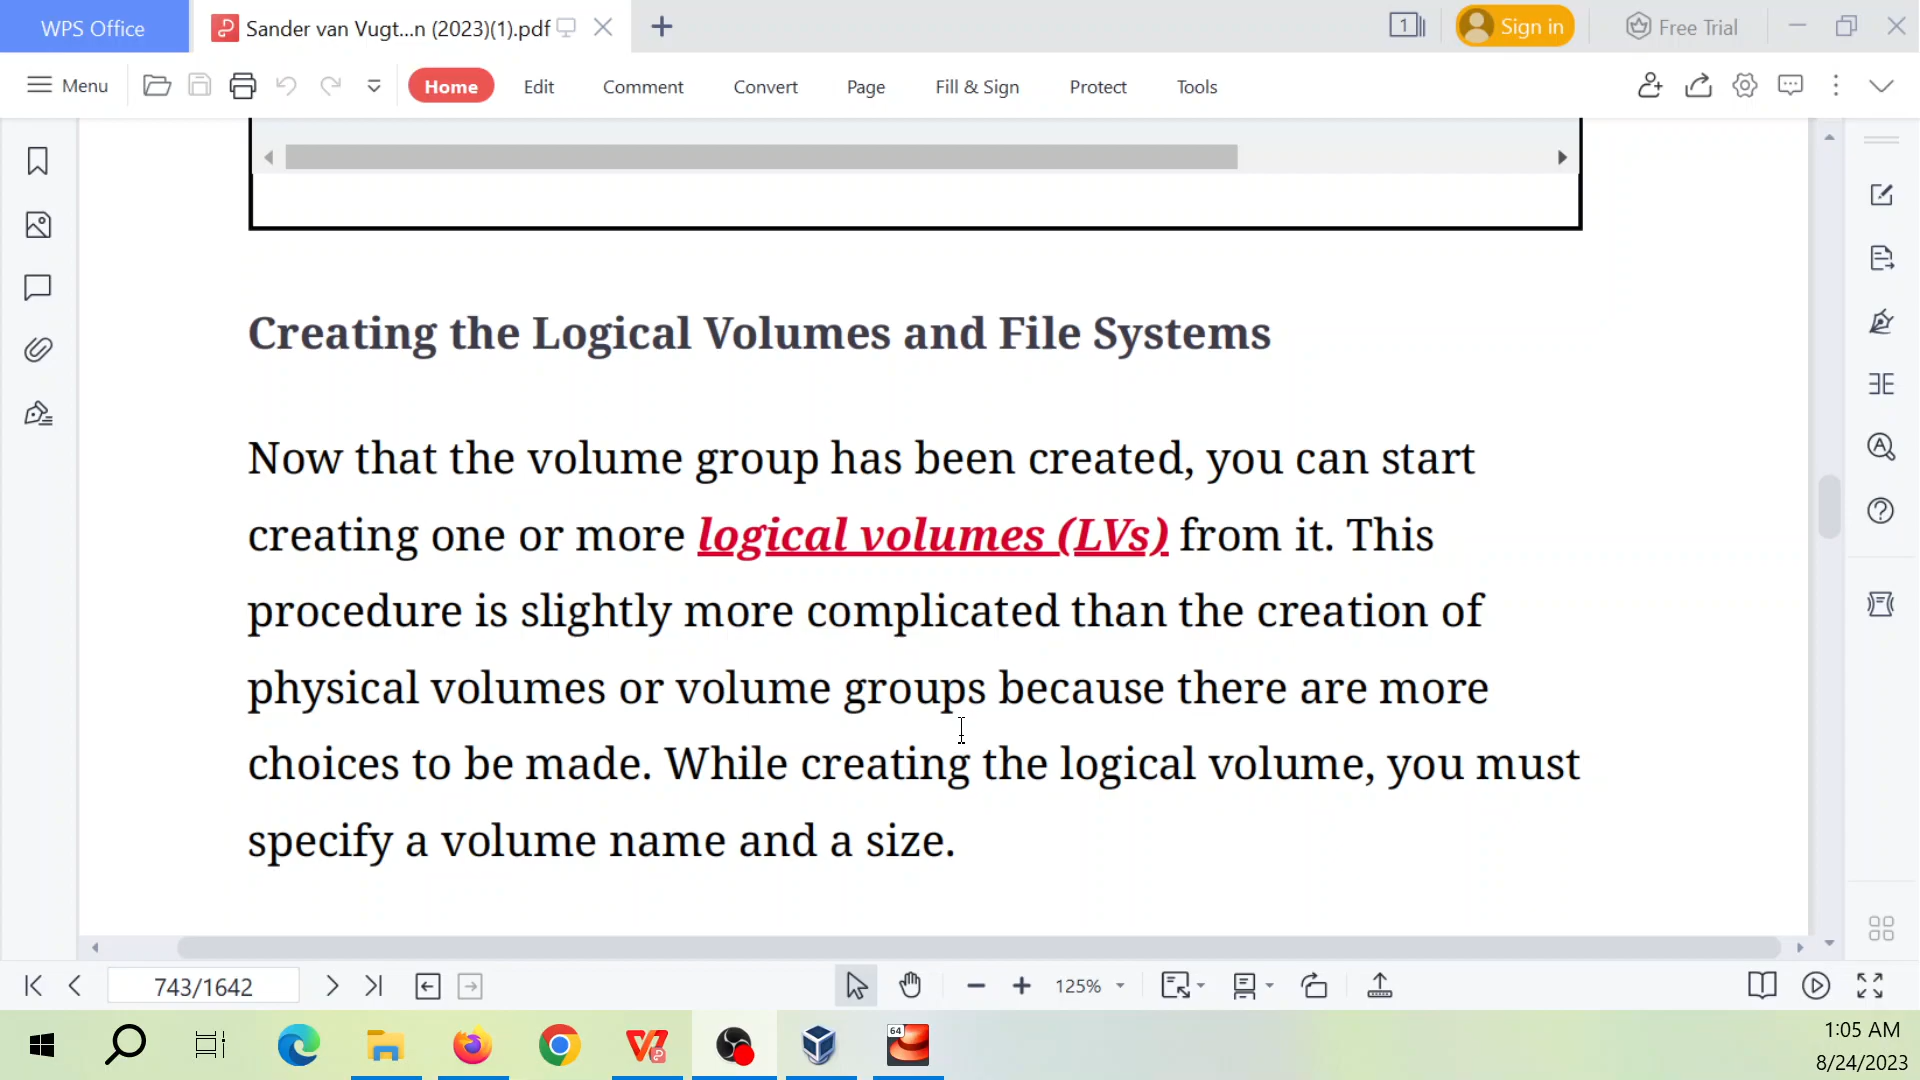 WPS Office
Sander van Vugt...n (2023)(1).pdf
1
Sign in
Free Trial
Menu
Home
Edit
Comment
Convert
Page
Fill & Sign
Protect
Tools
Creating the Logical Volumes and File Systems
Now that the volume group has been created, you can start
creating one or more logical volumes (LVs) from it. This
procedure is slightly more complicated than the creation of
physical volumes or volume groups because there are more
choices to be made. While creating the logical volume, you must
specify a volume name and a size.
743/1642
125%
64
1:05 AM
8/24/2023